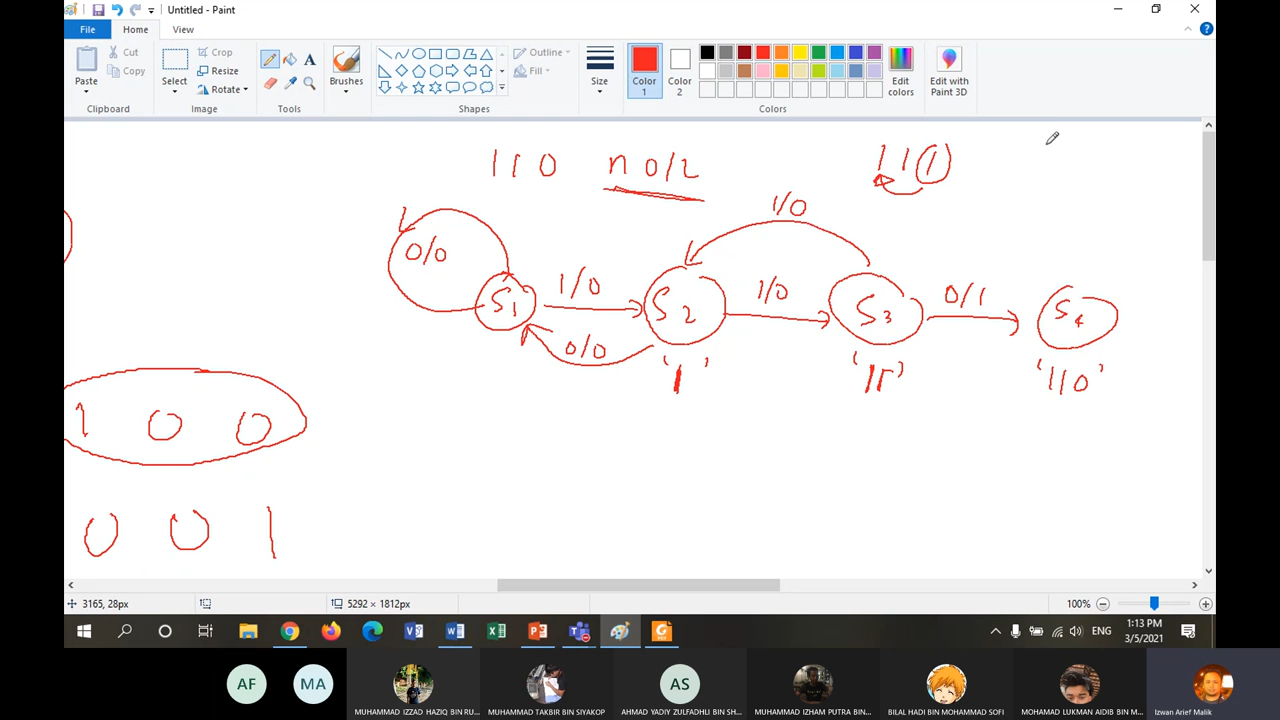 Untitled - Paint
File Home View
Paste Cut Copy
Select Crop Resize Rotate
Brushes
Outline Fill
Size
Color 1
Color 2
Edit colors
Edit with Paint 3D
Clipboard Image Tools Shapes Colors
110 n o/L 111
1/0
0/0
S1 1/0 S2 1/0 S3 0/1 S4
0/0
'1' '11' '110'
1 0 0
0 0 1
3165, 28px 5292 × 1812px 100%
1:13 PM
ENG
3/5/2021
AF MA AS
MUHAMMAD IZZAD HAZIQ BIN RU... MUHAMMAD TAKBIR BIN SIYAKOP AHMAD YADIY ZULFADHLI BIN SH... MUHAMMAD IZHAM PUTRA BIN... BILAL HADI BIN MOHAMMAD SOFI MOHAMAD LUKMAN AIDIB BIN M... Izwan Arief Malik